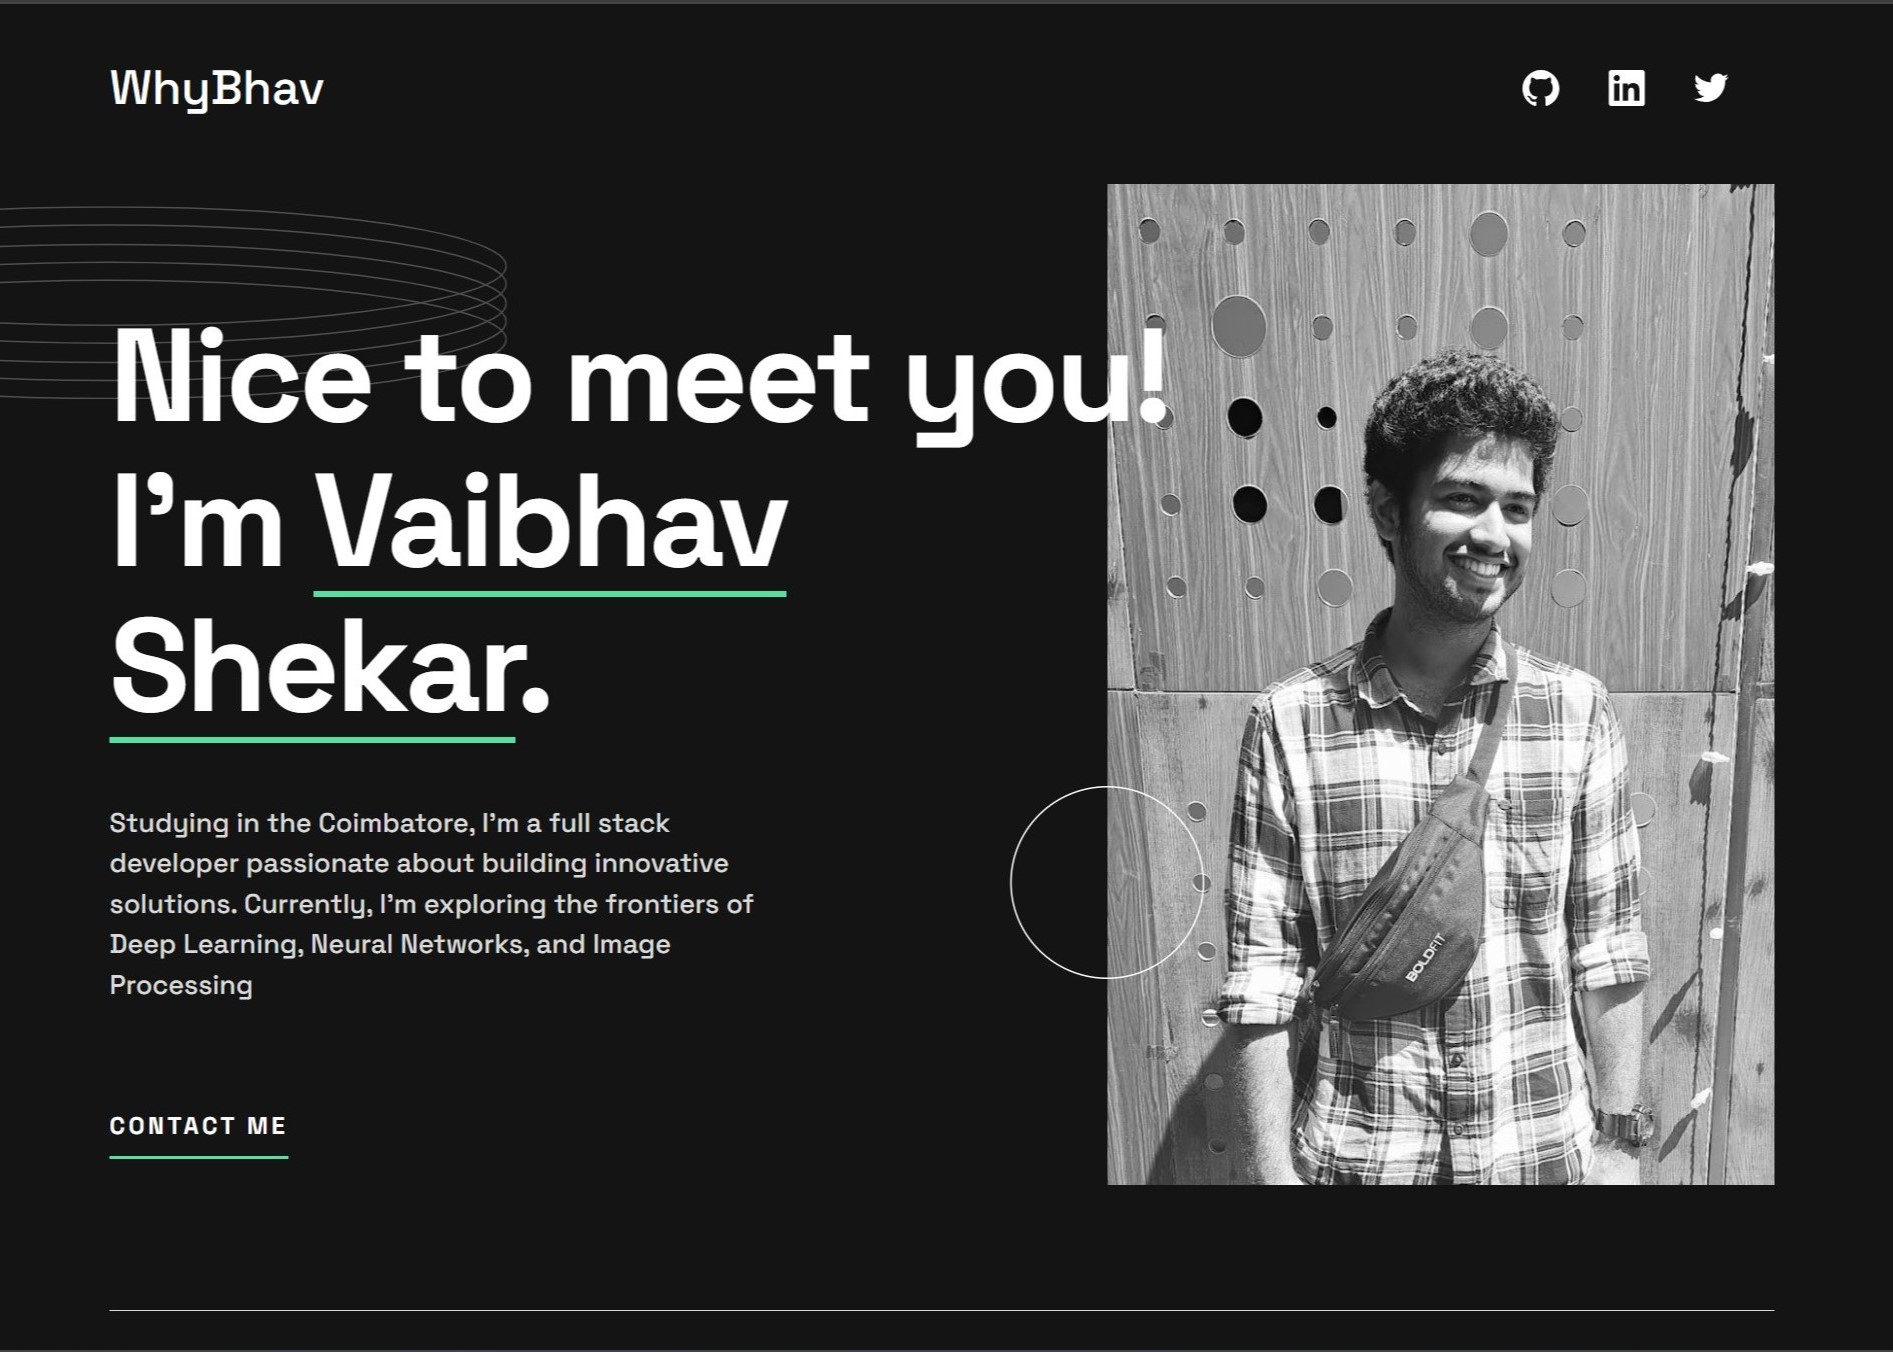 WhyBhav
in
Nice to meet you!
I'm Vaibhav
Shekar.
Studying in the Coimbatore, I'm a full stack
developer passionate about building innovative
solutions. Currently, I'm exploring the frontiers of
Deep Learning, Neural Networks, and Image
Processing
BOLDFIT
CONTACT ME